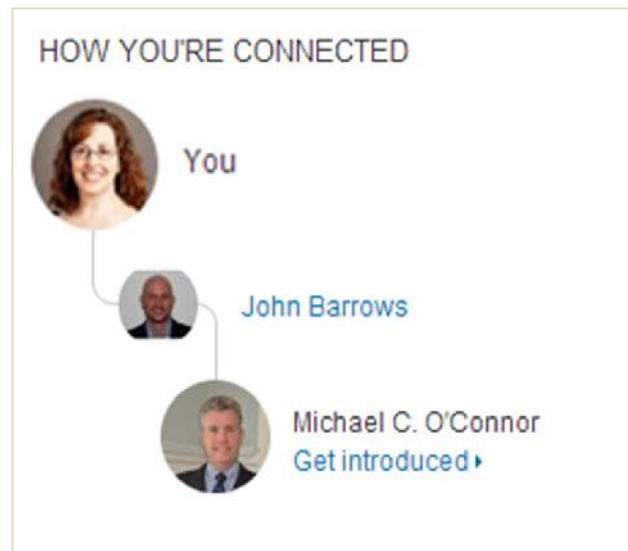 HOW YOU'RE CONNECTED
You
John Barrows
Michael C. O'Connor
Get introduced